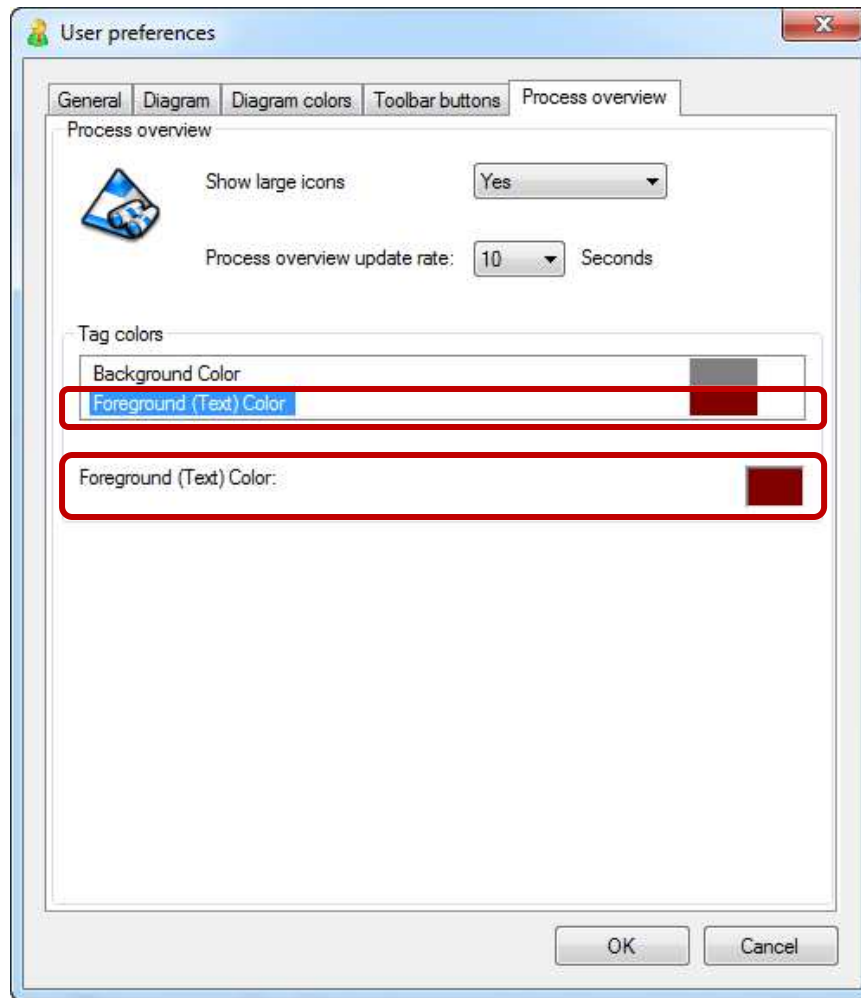 User preferences
General Diagram Diagram colors Toolbar buttons Process overview
Process overview
Show large icons Yes
Process overview update rate: 10 Seconds
Tag colors
Background Color
Foreground (Text) Color
Foreground (Text) Color:
OK Cancel